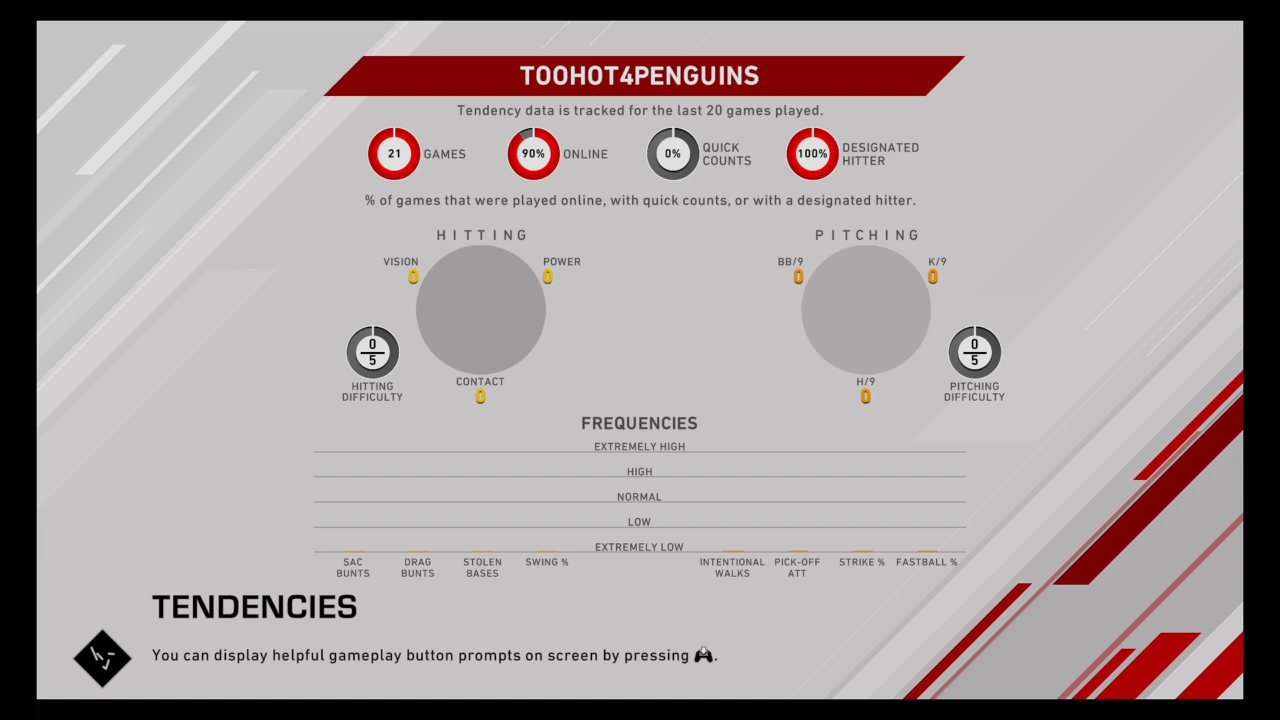 TOOHOT4PENGUINS
Tendency data is tracked for the last 20 games played.
21 GAMES
90% ONLINE
0% QUICK COUNTS
100% DESIGNATED HITTER
% of games that were played online, with quick counts, or with a designated hitter.
HITTING
VISION
0
POWER
0
0
5
HITTING
DIFFICULTY
CONTACT
0
PITCHING
BB/9
0
K/9
0
H/9
0
0
5
PITCHING
DIFFICULTY
FREQUENCIES
EXTREMELY HIGH
HIGH
NORMAL
LOW
EXTREMELY LOW
SAC
BUNTS
DRAG
BUNTS
STOLEN
BASES
SWING %
INTENTIONAL
WALKS
PICK-OFF
ATT
STRIKE %
FASTBALL %
TENDENCIES
You can display helpful gameplay button prompts on screen by pressing .